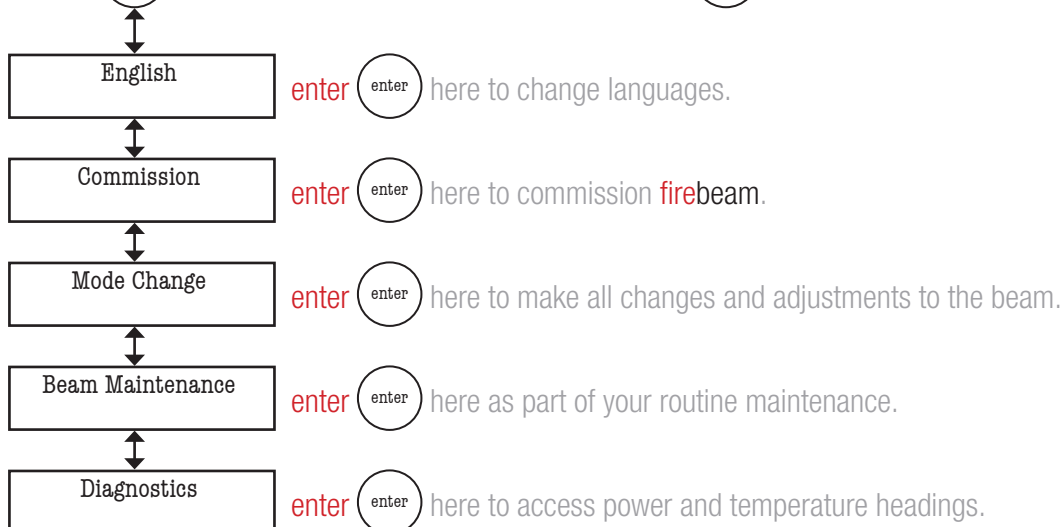 English
enter enter here to change languages.
Commission
enter enter here to commission firebeam.
Mode Change
enter enter here to make all changes and adjustments to the beam.
Beam Maintenance
enter enter here as part of your routine maintenance.
Diagnostics
enter enter here to access power and temperature headings.